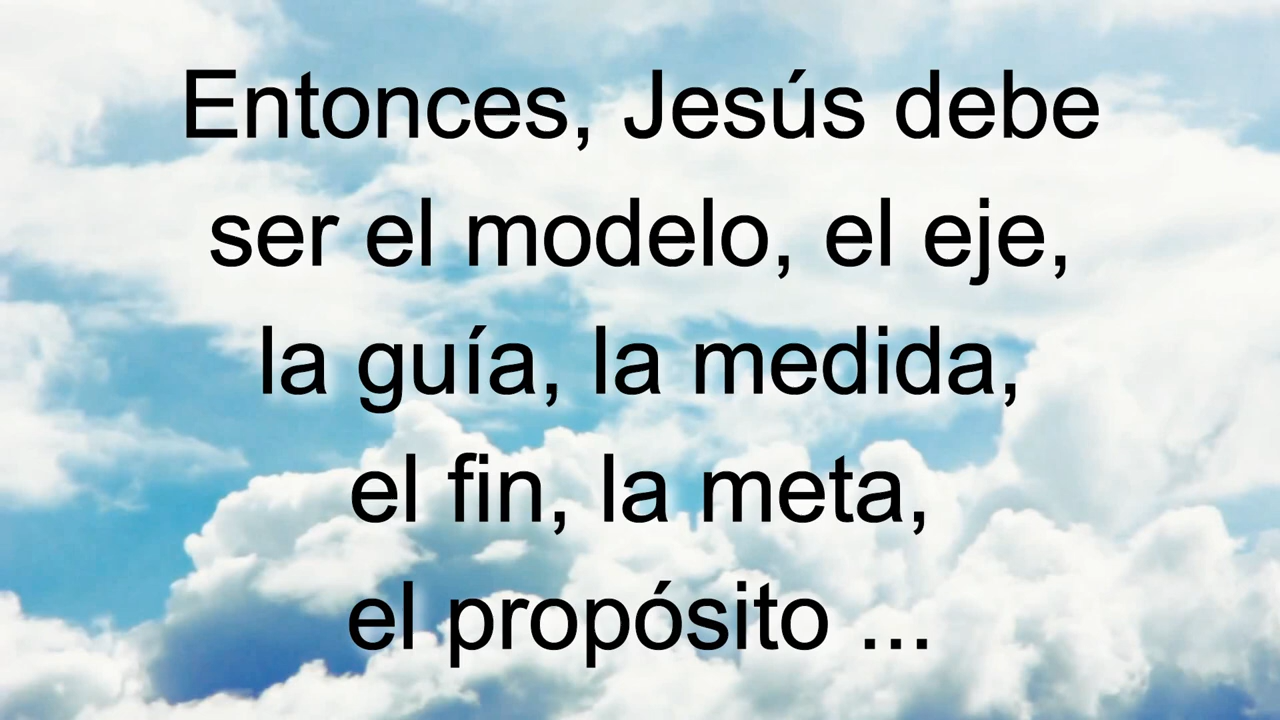 Entonces, Jesús debe
ser el modelo, el eje,
la guía, la medida,
el fin, la meta,
el propósito ...